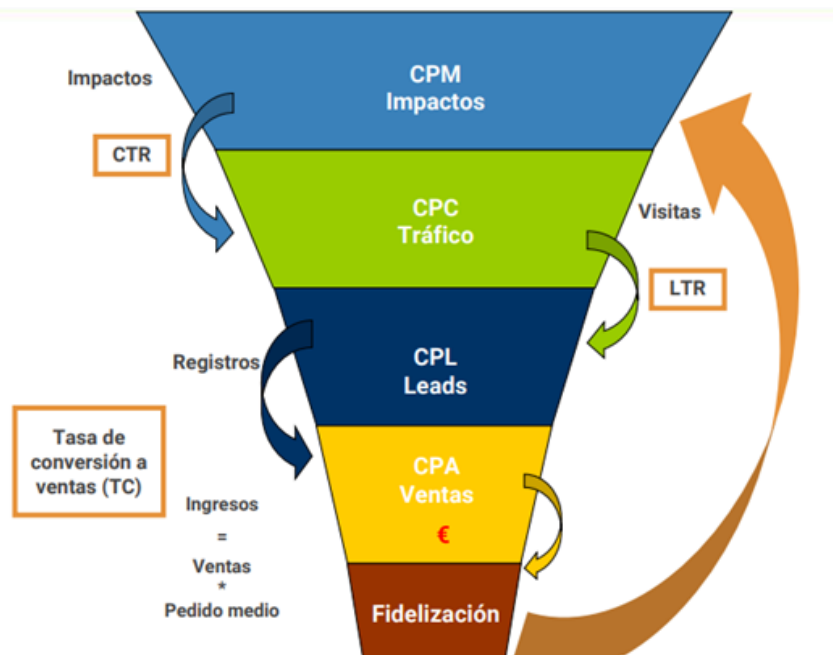 Impactos
CPM
Impactos
CTR
CPC
Tráfico
Visitas
LTR
Registros
CPL
Leads
Tasa de
conversión a
ventas (TC)
CPA
Ventas
€
Ingresos
=
Ventas
*
Pedido medio
Fidelización